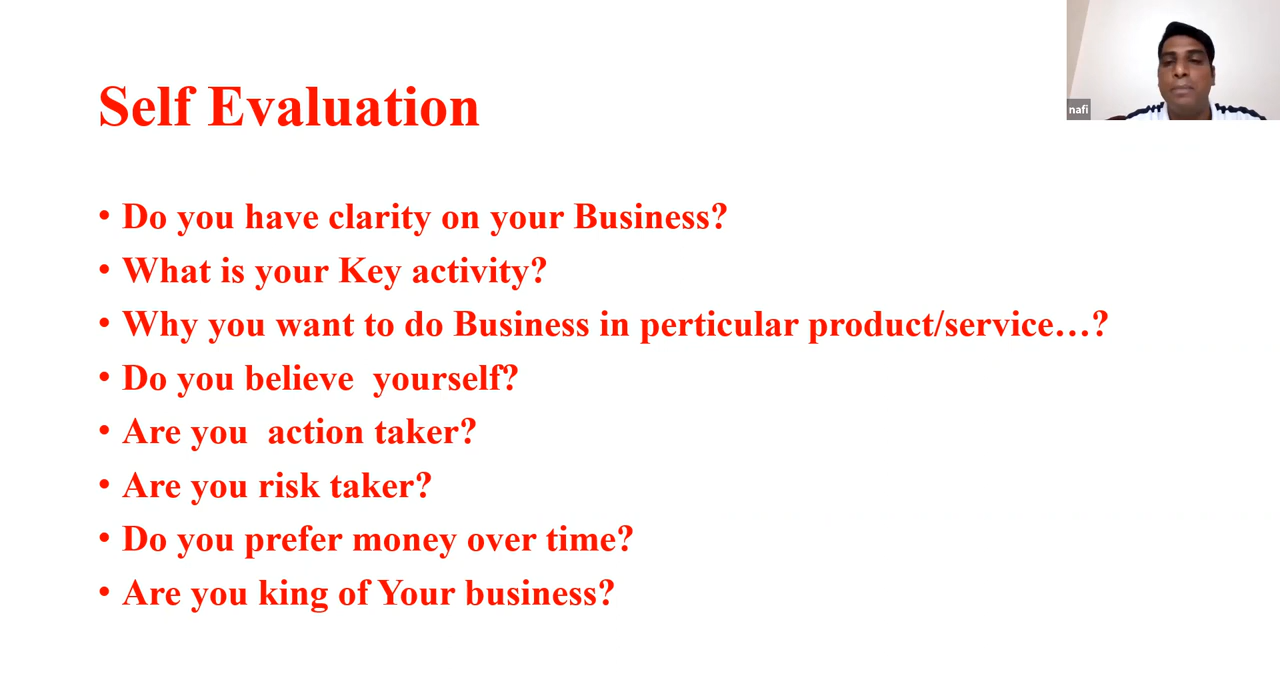 Self Evaluation
• Do you have clarity on your Business?
• What is your Key activity?
• Why you want to do Business in perticular product/service…?
• Do you believe  yourself?
• Are you  action taker?
• Are you risk taker?
• Do you prefer money over time?
• Are you king of Your business?
nafi